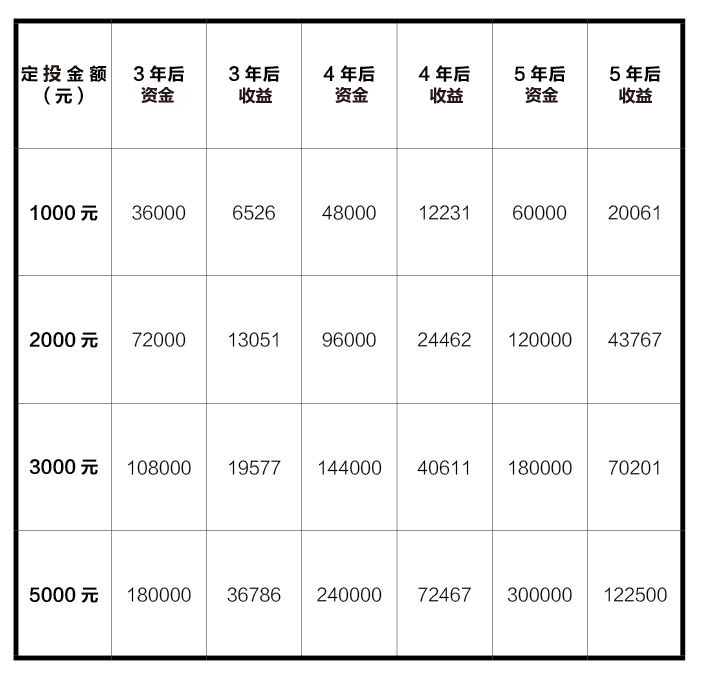 定投金额（元） 3年后资金 3年后收益 4年后资金 4年后收益 5年后资金 5年后收益
1000元 36000 6526 48000 12231 60000 20061
2000元 72000 13051 96000 24462 120000 43767
3000元 108000 19577 144000 40611 180000 70201
5000元 180000 36786 240000 72467 300000 122500